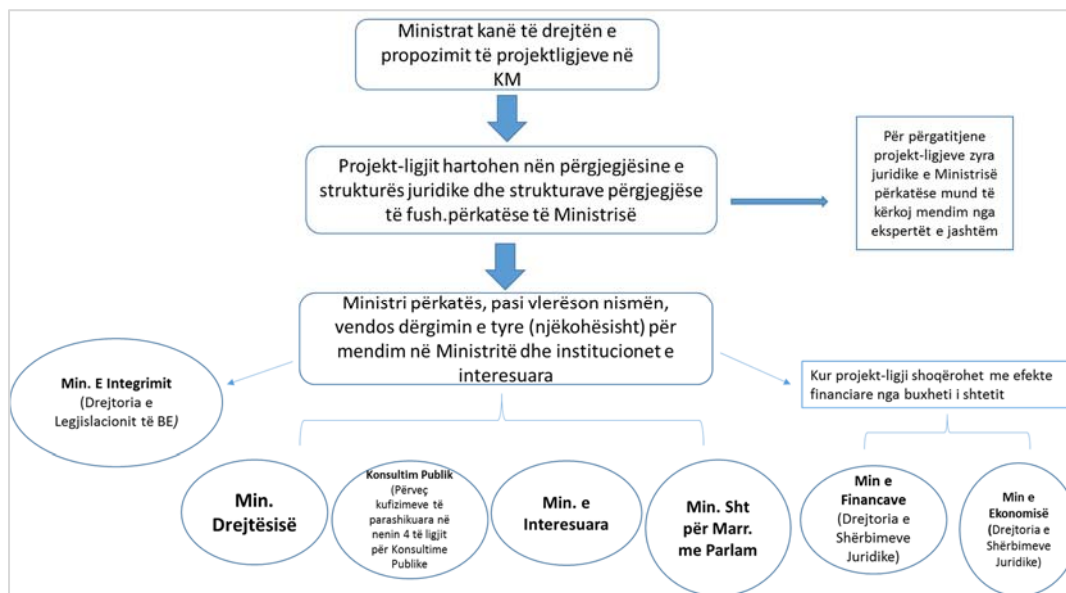 Ministrat kanë të drejtën e
propozimit të projektligjeve në
KM
Projekt-ligjit hartohen nën përgjegjësine e
strukturës juridike dhe strukturave përgjegjëse
të fush.përkatëse të Ministrisë
Për përgatitjene
projekt-ligjeve zyra
juridike e Ministrisë
përkatëse mund të
kërkoj mendim nga
ekspertët e jashtëm
Ministri përkatës, pasi vlerëson nismën,
vendos dërgimin e tyre (njëkohësisht) për
mendim në Ministritë dhe institucionet e
interesuara
Min. E Integrimit
(Drejtoria e
Legjislacionit të BE)
Kur projekt-ligji shoqërohet me efekte
financiare nga buxheti i shtetit
Min.
Drejtësisë
Konsultim Publik
(Përveç
kufizimeve të
parashikuara në
nenin 4 të ligjit
për Konsultime
Publike
Min. e
Interesuara
Min. Sht
për Marr.
me Parlam
Min e
Financave
(Drejtoria e
Shërbimeve
Juridike)
Min e
Ekonomisë
(Drejtoria e
Shërbimeve
Juridike)